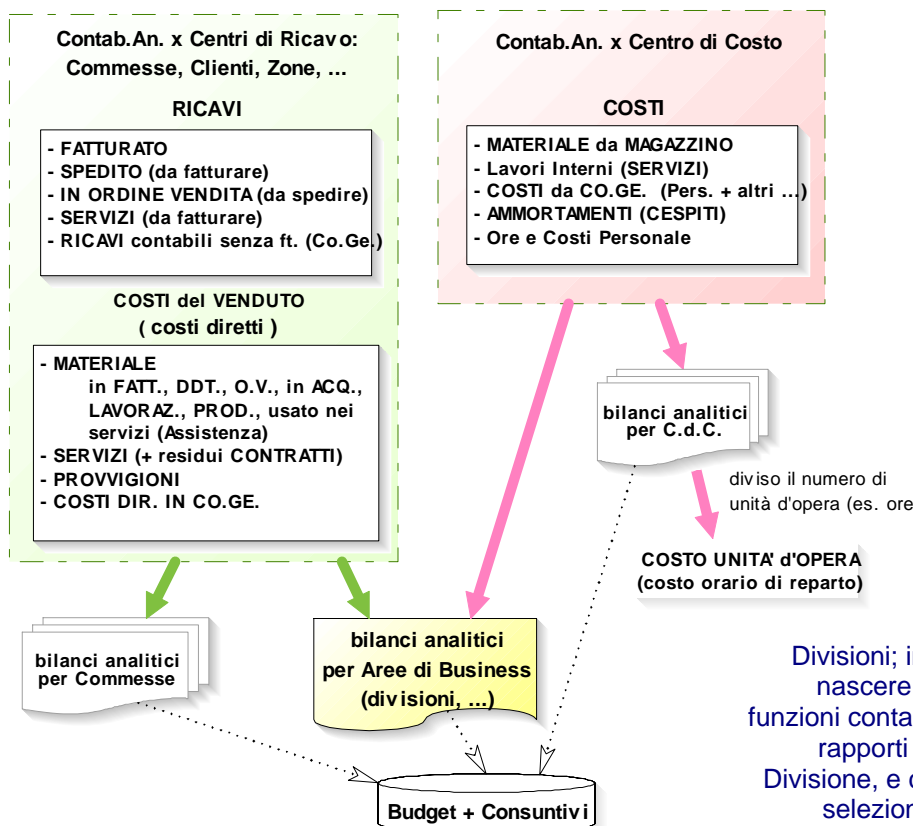 Contab.An. x Centri di Ricavo:
Commesse, Clienti, Zone, ...
RICAVI
- FATTURATO
- SPEDITO (da fatturare)
- IN ORDINE VENDITA (da spedire)
- SERVIZI (da fatturare)
- RICAVI contabili senza ft. (Co.Ge.)
COSTI del VENDUTO
( costi diretti )
- MATERIALE
in FATT., DDT., O.V., in ACQ.,
LAVORAZ., PROD., usato nei
servizi (Assistenza)
- SERVIZI (+ residui CONTRATTI)
- PROVVIGIONI
- COSTI DIR. IN CO.GE.
Contab.An. x Centro di Costo
COSTI
- MATERIALE da MAGAZZINO
- Lavori Interni (SERVIZI)
- COSTI da CO.GE. (Pers. + altri ...)
- AMMORTAMENTI (CESPITI)
- Ore e Costi Personale
bilanci analitici
per C.d.C.
diviso il numero di
unità d'opera (es. ore
COSTO UNITA' d'OPERA
(costo orario di reparto)
bilanci analitici
per Commesse
bilanci analitici
per Aree di Business
(divisioni, ...)
Budget + Consuntivi
Divisioni; i
nascere
funzioni conta
rapporti
Divisione, e
selezion